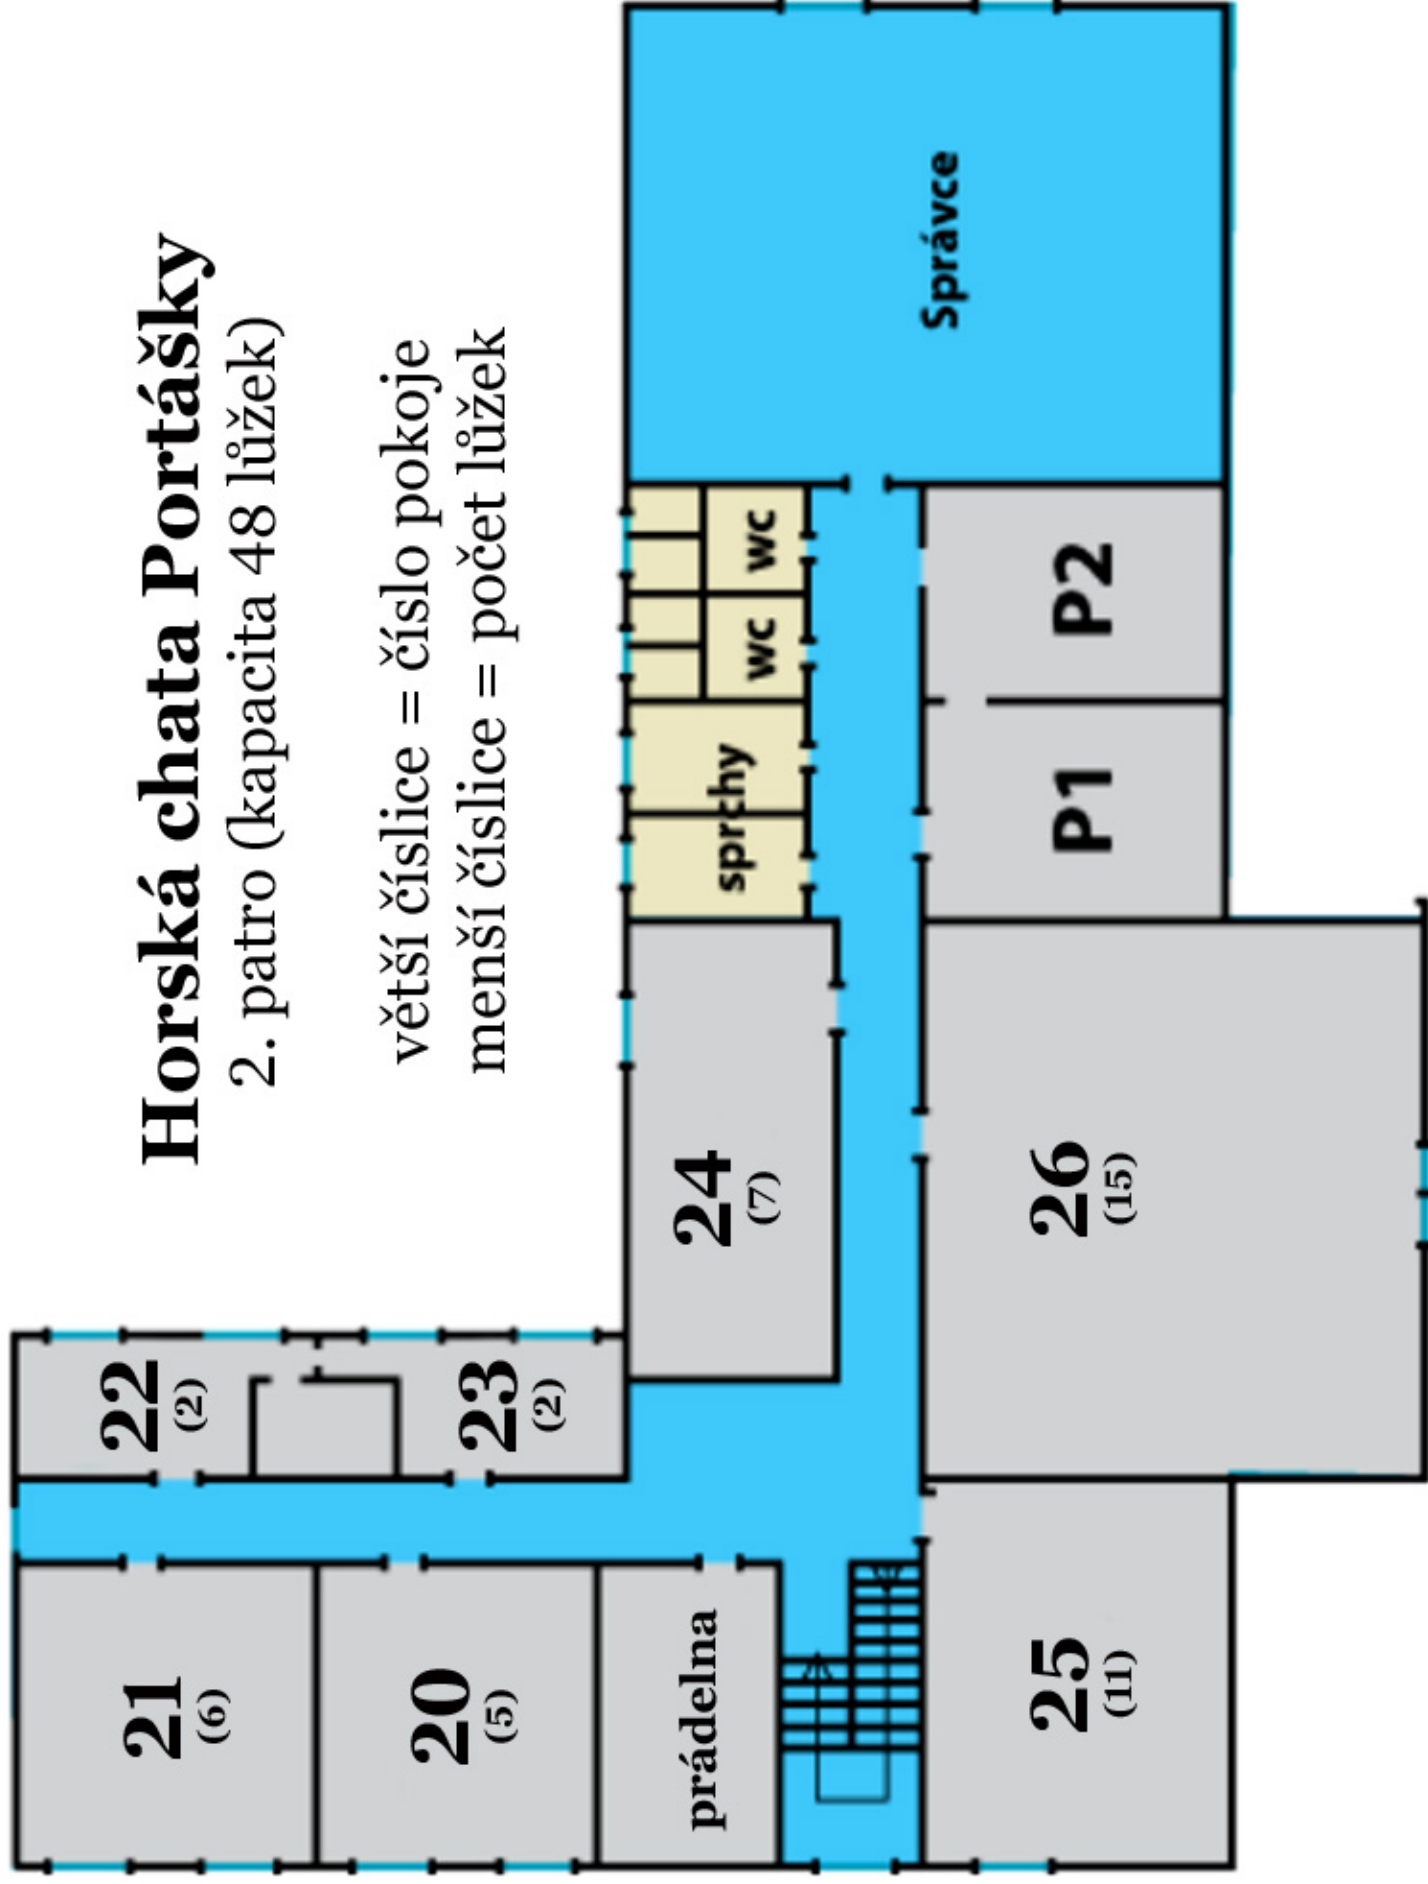 Horská chata Portášky
2. patro (kapacita 48 lůžek)
větší číslice = číslo pokoje
menší číslice = počet lůžek
21
(6)
22
(2)
20
(5)
23
(2)
prádelna
24
(7)
sprchy
wc
wc
Správce
25
(11)
26
(15)
P1
P2